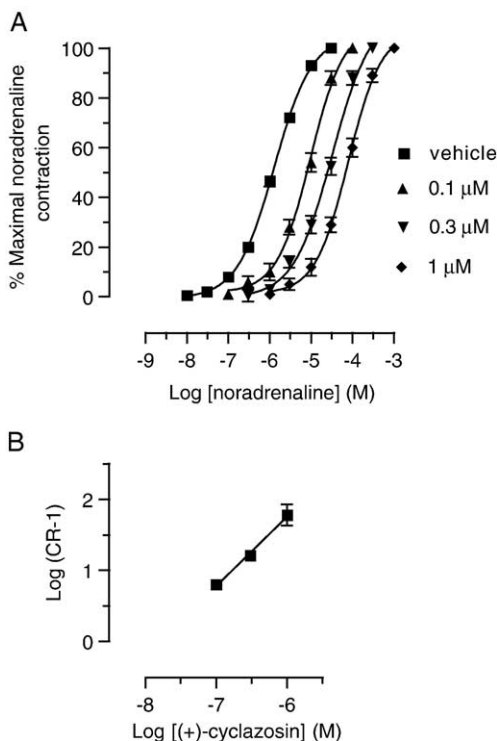 A
100
80
60
40
20
0
% Maximal noradrenaline
contraction
vehicle
0.1 μM
0.3 μM
1 μM
-9 -8 -7 -6 -5 -4 -3
Log [noradrenaline] (M)
B
2
1
0
Log (CR-1)
-8 -7 -6
Log [(+)-cyclazosin] (M)